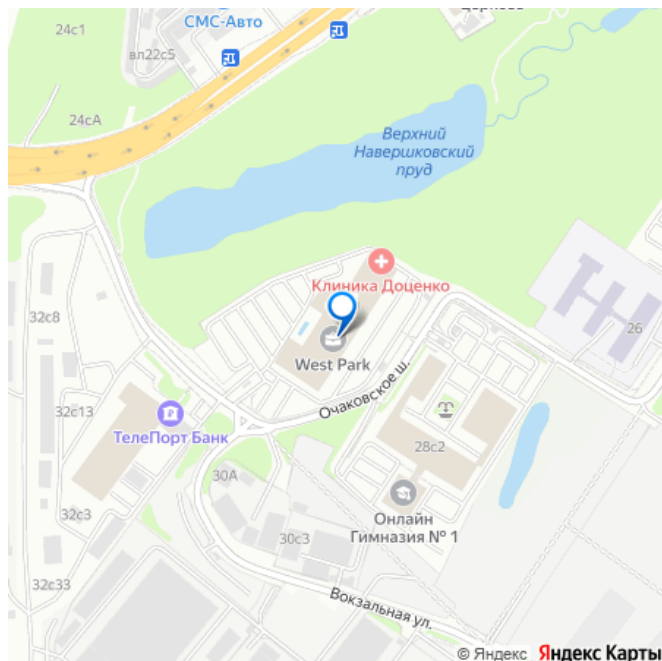 24с1
СМС-Авто
вл22с5
24сА
Верхний
Навершковский
пруд
Клиника Доценко
32с8
26
West Park
Очаковское ш.
32с13
ТелеПорт Банк
28с2
30А
32с3
Онлайн
Гимназия № 1
30с3
32с33
Вокзальная ул.
© Яндекс Яндекс Карты